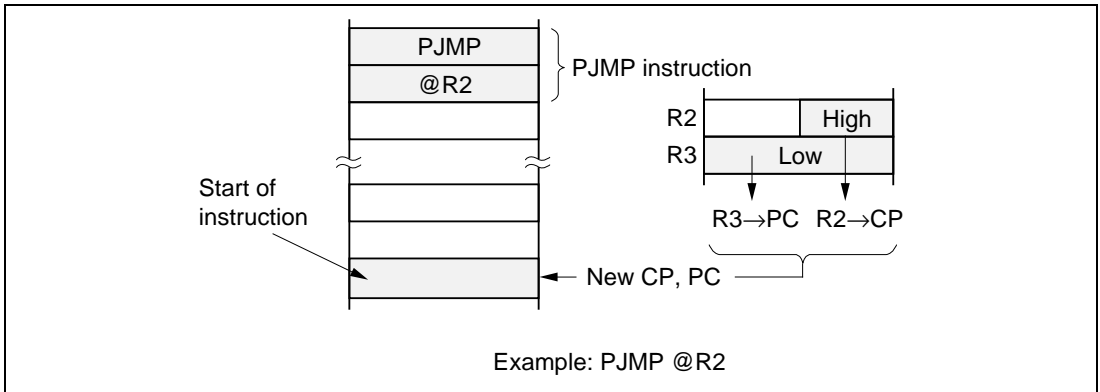 PJMP
@R2
PJMP instruction
R2
High
R3
Low
Start of
instruction
R3→PC R2→CP
New CP, PC
Example: PJMP @R2